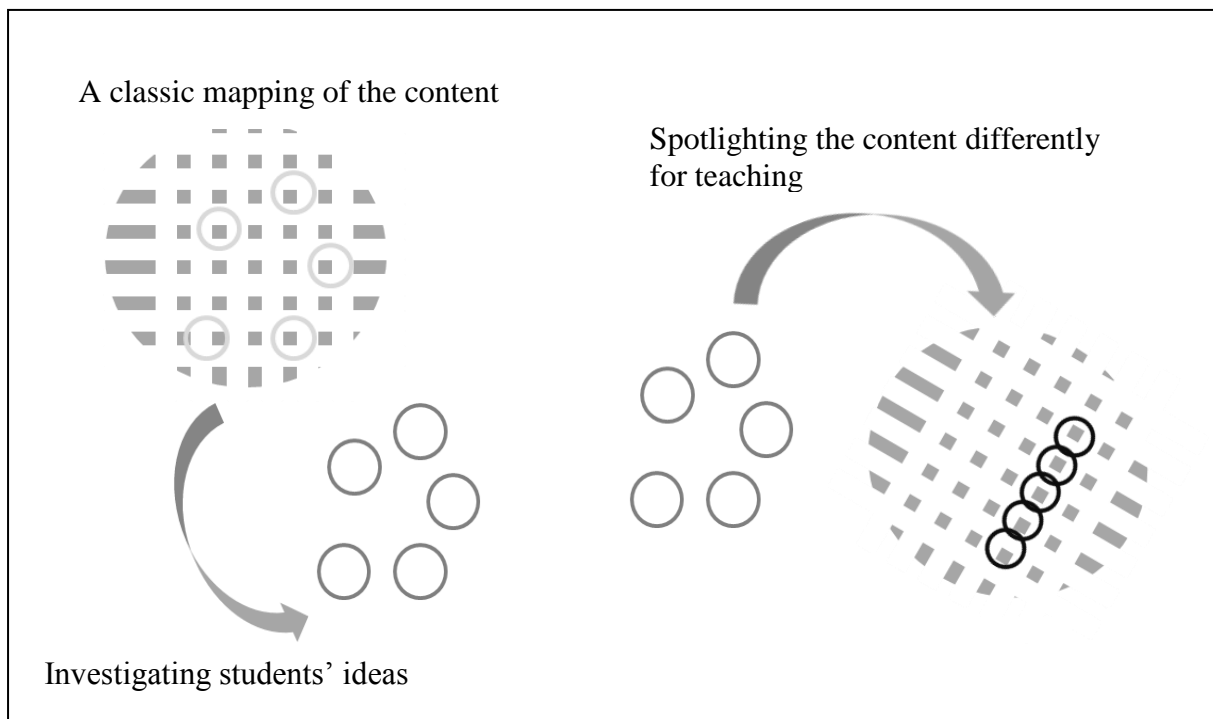 A classic mapping of the content
Spotlighting the content differently
for teaching
Investigating students’ ideas